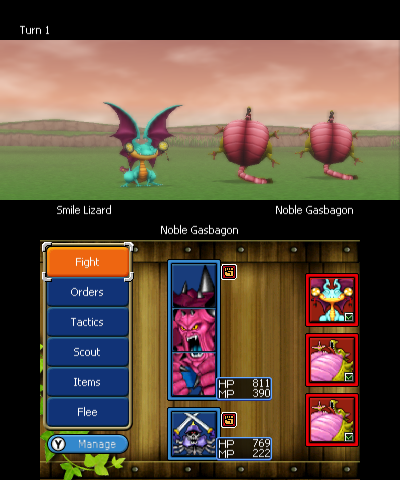 Turn 1
Smile Lizard
Noble Gasbagon
Noble Gasbagon
Fight
Orders
Tactics
Scout
Items
Flee
Y Manage
HP 811
MP 390
HP 769
MP 222